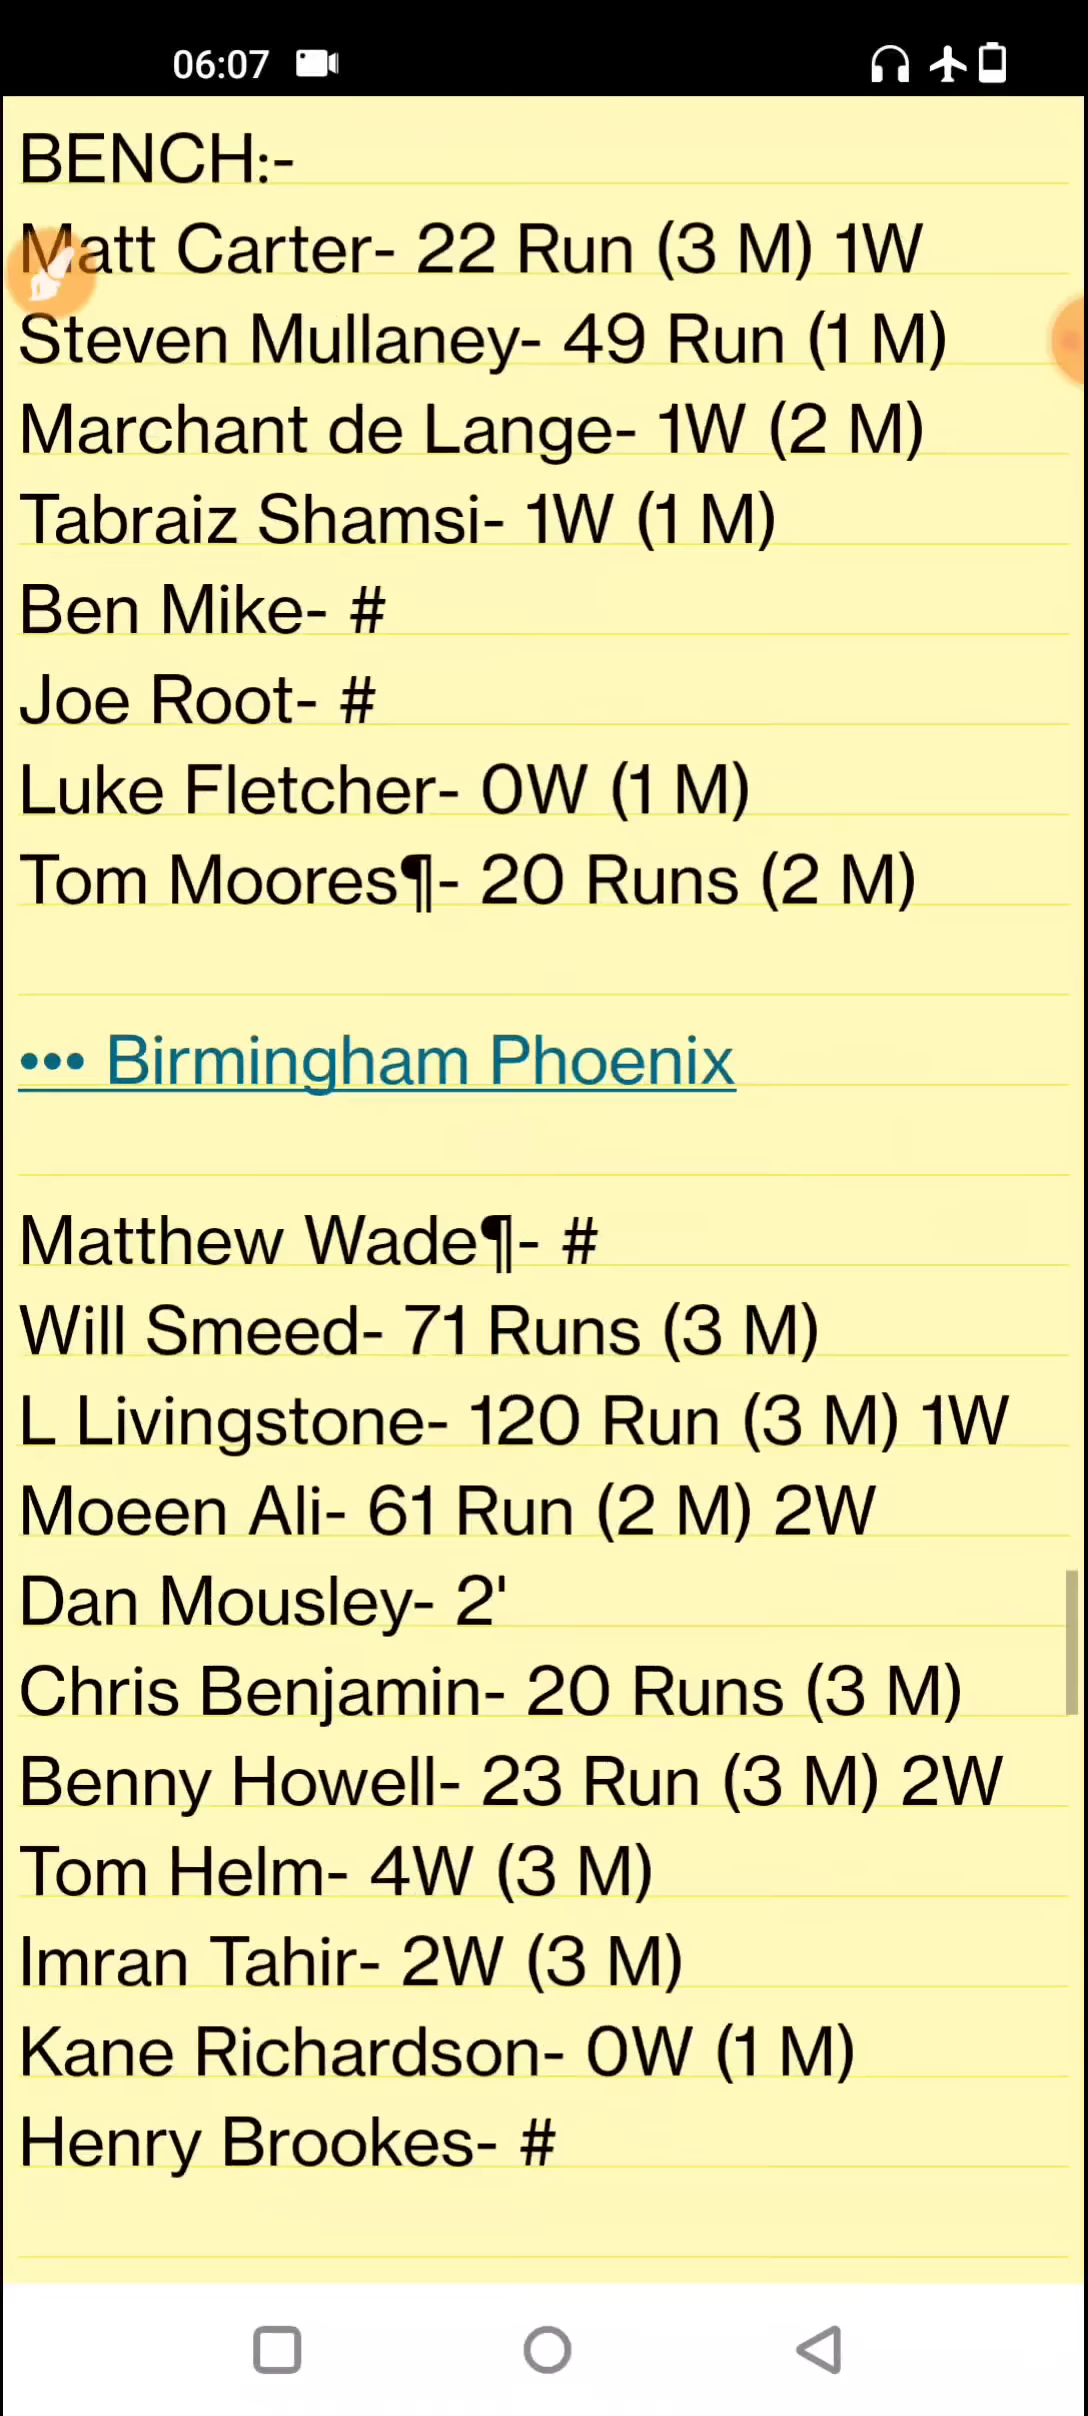 06:07
BENCH:-
Matt Carter- 22 Run (3 M) 1W
Steven Mullaney- 49 Run (1 M)
Marchant de Lange- 1W (2 M)
Tabraiz Shamsi- 1W (1 M)
Ben Mike- #
Joe Root- #
Luke Fletcher- 0W (1 M)
Tom Moores¶- 20 Runs (2 M)
••• Birmingham Phoenix
Matthew Wade¶- #
Will Smeed- 71 Runs (3 M)
L Livingstone- 120 Run (3 M) 1W
Moeen Ali- 61 Run (2 M) 2W
Dan Mousley- 2'
Chris Benjamin- 20 Runs (3 M)
Benny Howell- 23 Run (3 M) 2W
Tom Helm- 4W (3 M)
Imran Tahir- 2W (3 M)
Kane Richardson- 0W (1 M)
Henry Brookes- #